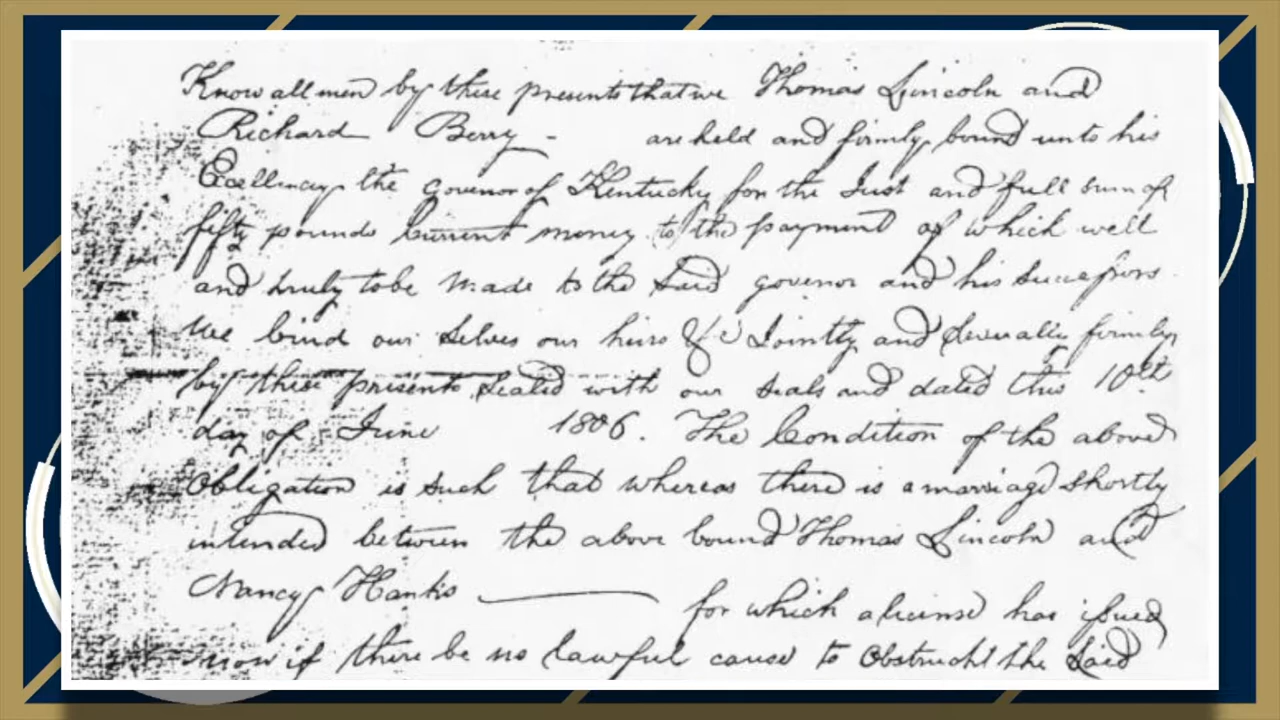 Know all men by these presents that we Thomas Lincoln and
Richard Berry - are held and firmly bound unto his
Excellency the govenor of Kentucky for the Just and full sum of
fifty pounds Current money to the payment of which well
and truly to be made to the said govenor and his successors
We bind our selves our heirs &c Jointly and severally firmly
by these presents Sealed with our seals and dated this 10th
day of June 1806. The Condition of the above
Obligation is such that whereas there is a marriage shortly
intended between the above bound Thomas Lincoln and
Nancy Hanks — for which a license has issued
now if there be no lawful cause to Obstruct the said